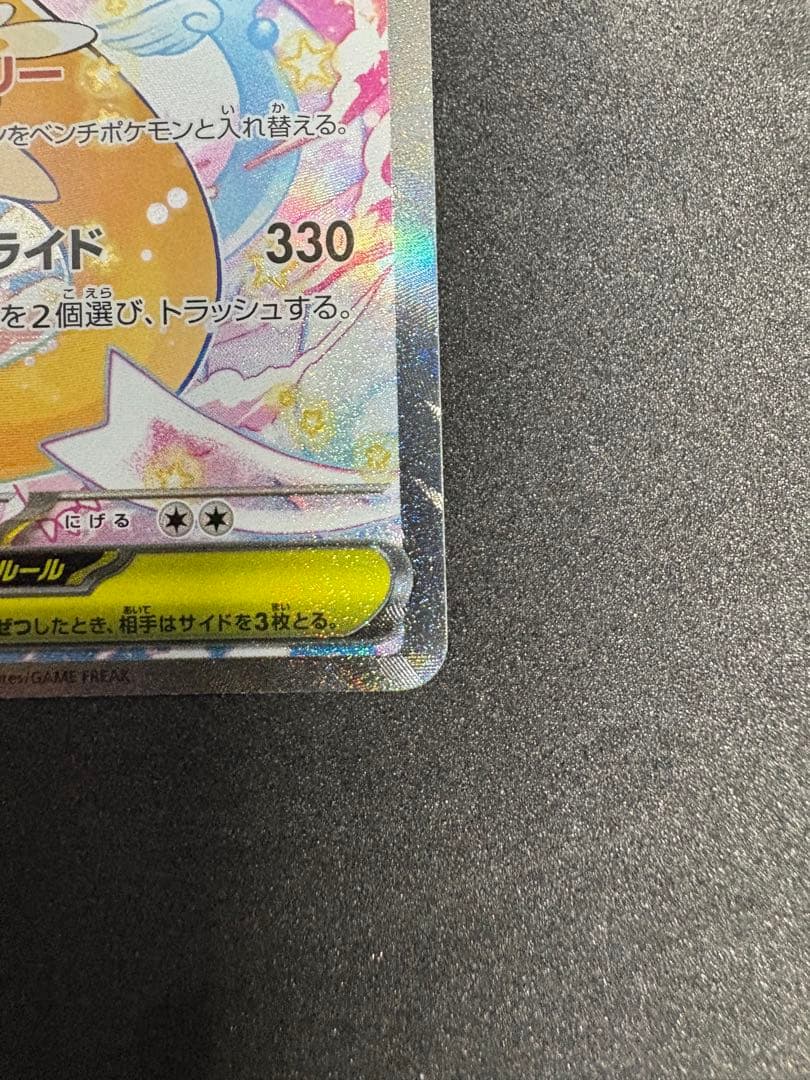 リー
をベンチポケモンと入れ替える。
ライド 330
を2個選び、トラッシュする。
にげる
ルール
ぜつしたとき、相手はサイドを3枚とる。
GAME FREAK